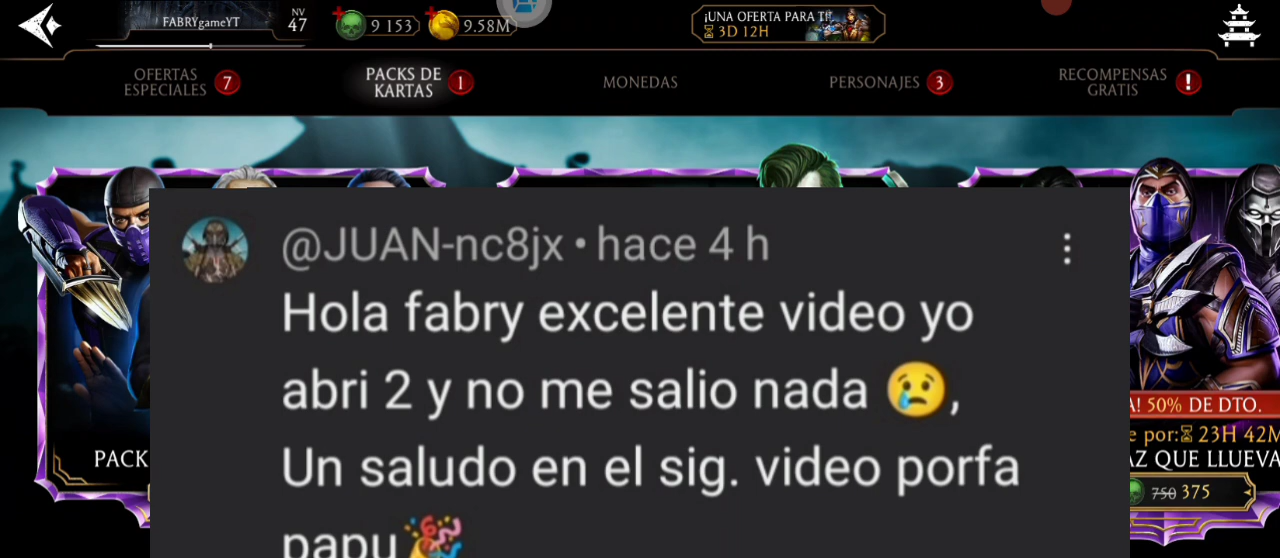 FABRYgameYT
NV
47
9 153
9.58M
¡UNA OFERTA PARA TI!
3D 12H
OFERTAS
ESPECIALES
7
PACKS DE
KARTAS
1
MONEDAS
PERSONAJES
3
RECOMPENSAS
GRATIS
!
@JUAN-nc8jx • hace 4 h
Hola fabry excelente video yo
abri 2 y no me salio nada 😢,
Un saludo en el sig. video porfa
papu🎉
PACK
A! 50% DE DTO.
e por: 23H 42M
AZ QUE LLUEVA
750 375